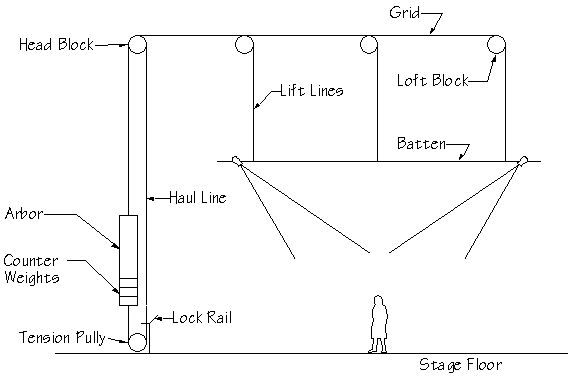 Grid
Head Block
Loft Block
Lift Lines
Batten
Haul Line
Arbor
Counter
Weights
Lock Rail
Tension Pully
Stage Floor